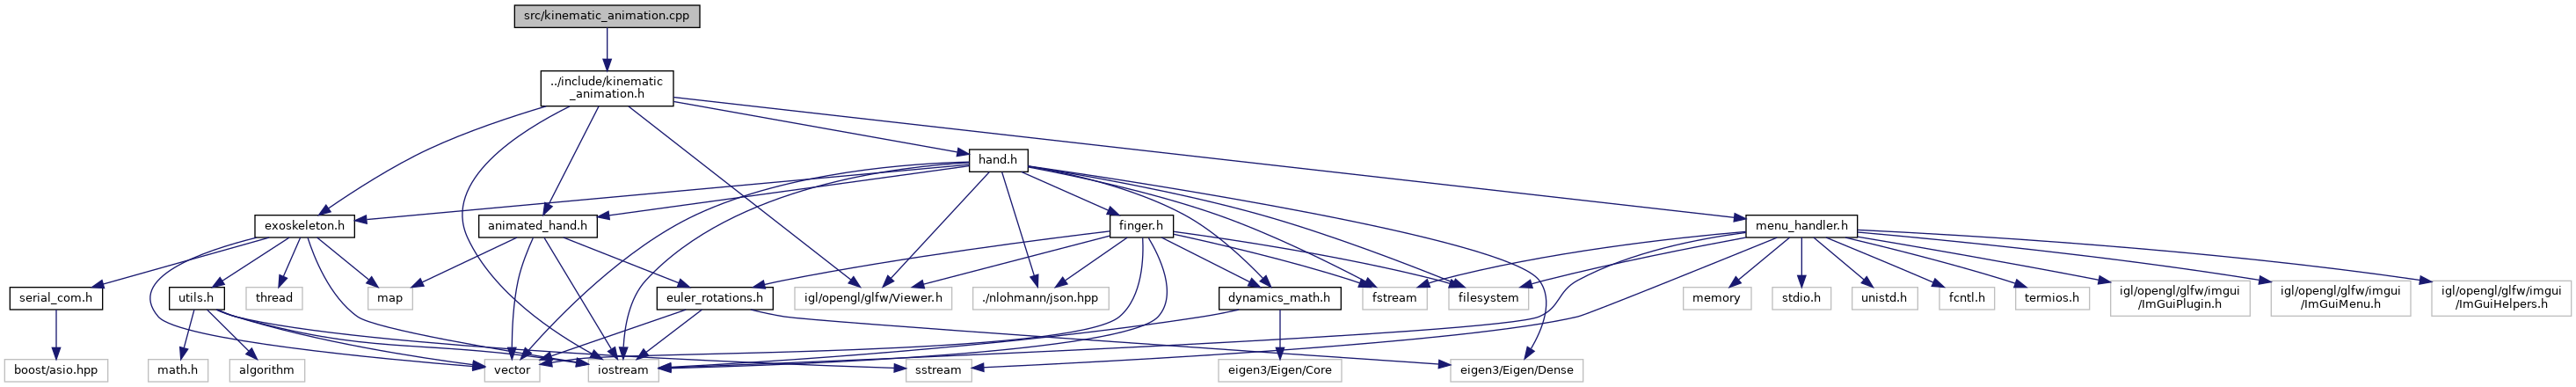 src/kinematic_animation.cpp
../include/kinematic
_animation.h
hand.h
exoskeleton.h
animated_hand.h
finger.h
menu_handler.h
serial_com.h
utils.h
thread
map
euler_rotations.h
igl/opengl/glfw/Viewer.h
./nlohmann/json.hpp
dynamics_math.h
fstream
filesystem
memory
stdio.h
unistd.h
fcntl.h
termios.h
igl/opengl/glfw/imgui
/ImGuiPlugin.h
igl/opengl/glfw/imgui
/ImGuiMenu.h
igl/opengl/glfw/imgui
/ImGuiHelpers.h
boost/asio.hpp
math.h
algorithm
vector
iostream
sstream
eigen3/Eigen/Core
eigen3/Eigen/Dense